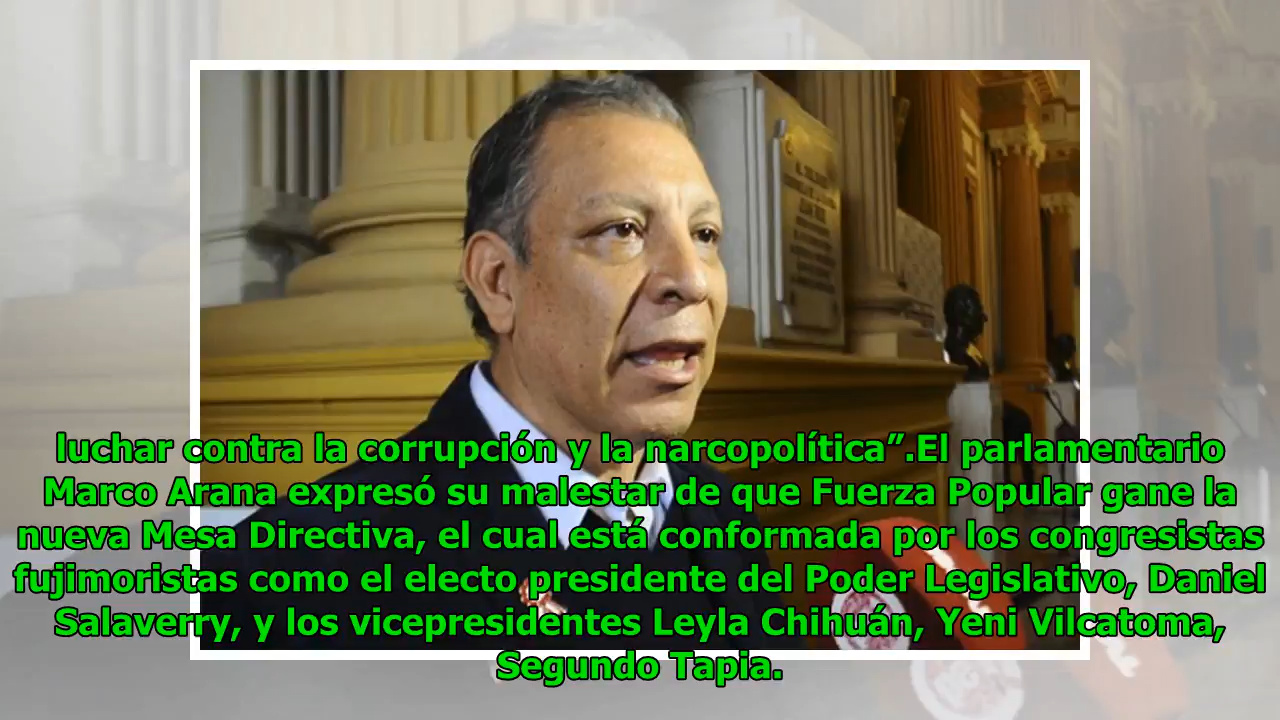 luchar contra la corrupción y la narcopolítica”.El parlamentario
Marco Arana expresó su malestar de que Fuerza Popular gane la
nueva Mesa Directiva, el cual está conformada por los congresistas
fujimoristas como el electo presidente del Poder Legislativo, Daniel
Salaverry, y los vicepresidentes Leyla Chihuán, Yeni Vilcatoma,
Segundo Tapia.